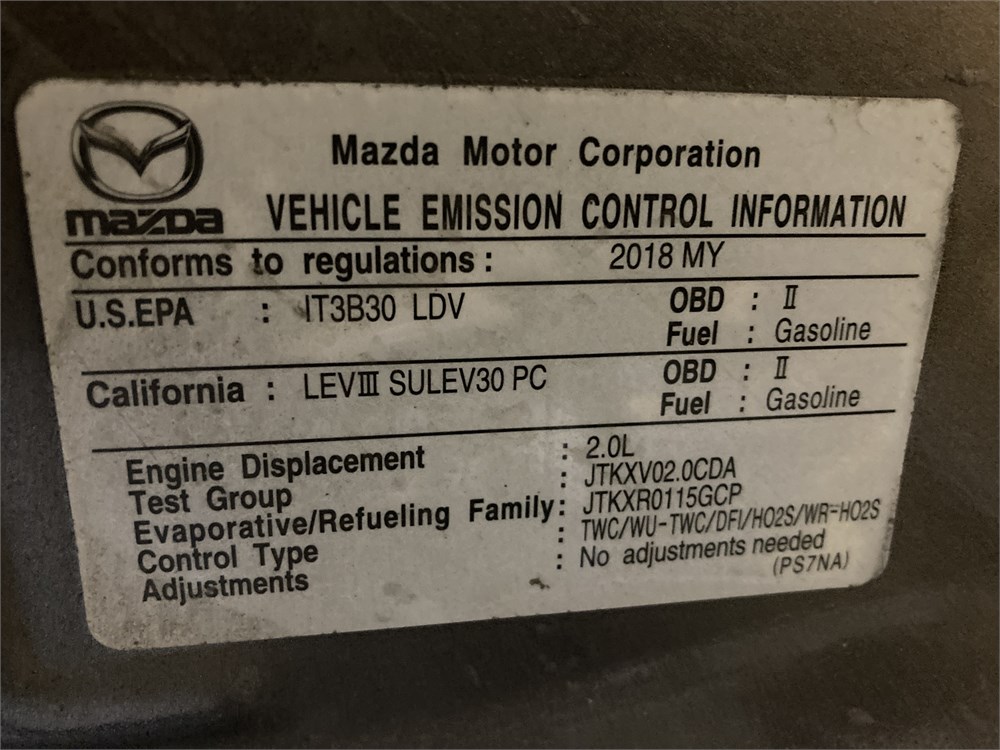 mazda
Mazda Motor Corporation
VEHICLE EMISSION CONTROL INFORMATION
Conforms to regulations : 2018 MY
U.S.EPA : IT3B30 LDV OBD : Ⅱ
Fuel : Gasoline
California : LEVⅢ SULEV30 PC OBD : Ⅱ
Fuel : Gasoline
Engine Displacement : 2.0L
Test Group : JTKXV02.0CDA
Evaporative/Refueling Family : JTKXR0115GCP
Control Type : TWC/WU-TWC/DFI/HO2S/WR-HO2S
Adjustments : No adjustments needed
(PS7NA)